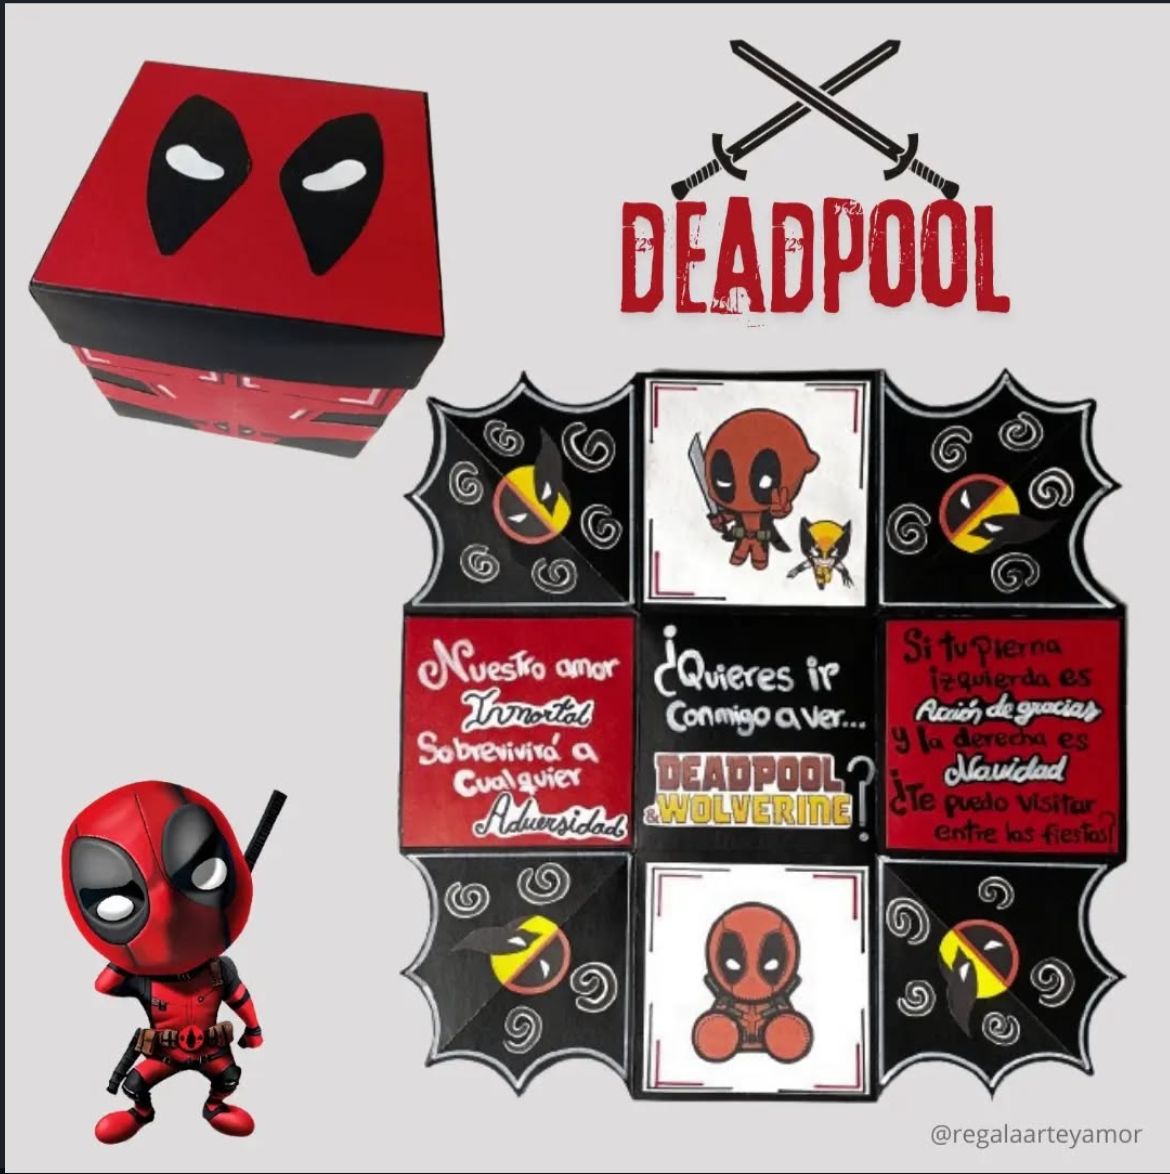 DEADPOOL
Nuestro amor
Inmortal
Sobrevivirá a
Cualquier
Adversidad
¿Quieres ir
Conmigo a ver...
DEADPOOL
& WOLVERINE?
Si tu pierna
izquierda es
Acción de gracias
y la derecha es
Navidad
¿Te puedo visitar
entre las fiestas?
@regalaarteyamor